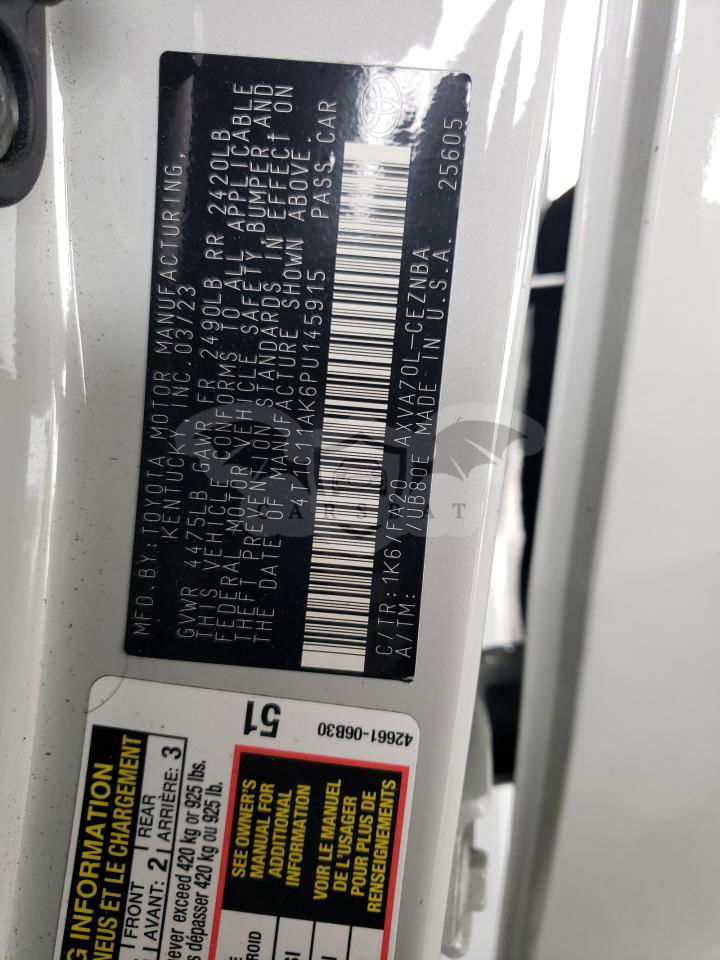 MFD. BY: TOYOTA MOTOR MANUFACTURING,
KENTUCKY INC. 03/23
GVWR 4475LB GAWR FR 2490LB RR 2420LB
THIS VEHICLE CONFORMS TO ALL APPLICABLE
FEDERAL MOTOR VEHICLE SAFETY, BUMPER, AND
THEFT PREVENTION STANDARDS IN EFFECT ON
THE DATE OF MANUFACTURE SHOWN ABOVE.
4T1C11AK6PU145915 PASS. CAR
C/TR: 1K6/FV20 AXVA70L-CEZNBA
A/TM: /UB80E MADE IN U.S.A. 25605
CARSBAT
51
42661-06B30
G INFORMATION
NEUS ET LE CHARGEMENT
FRONT
AVANT: 2
REAR
ARRIÈRE: 3
never exceed 420 kg or 925 lbs.
s dépasser 420 kg ou 925 lb.
SEE OWNER'S
MANUAL FOR
ADDITIONAL
INFORMATION
VOIR LE MANUEL
DE L'USAGER
POUR PLUS DE
RENSEIGNEMENTS